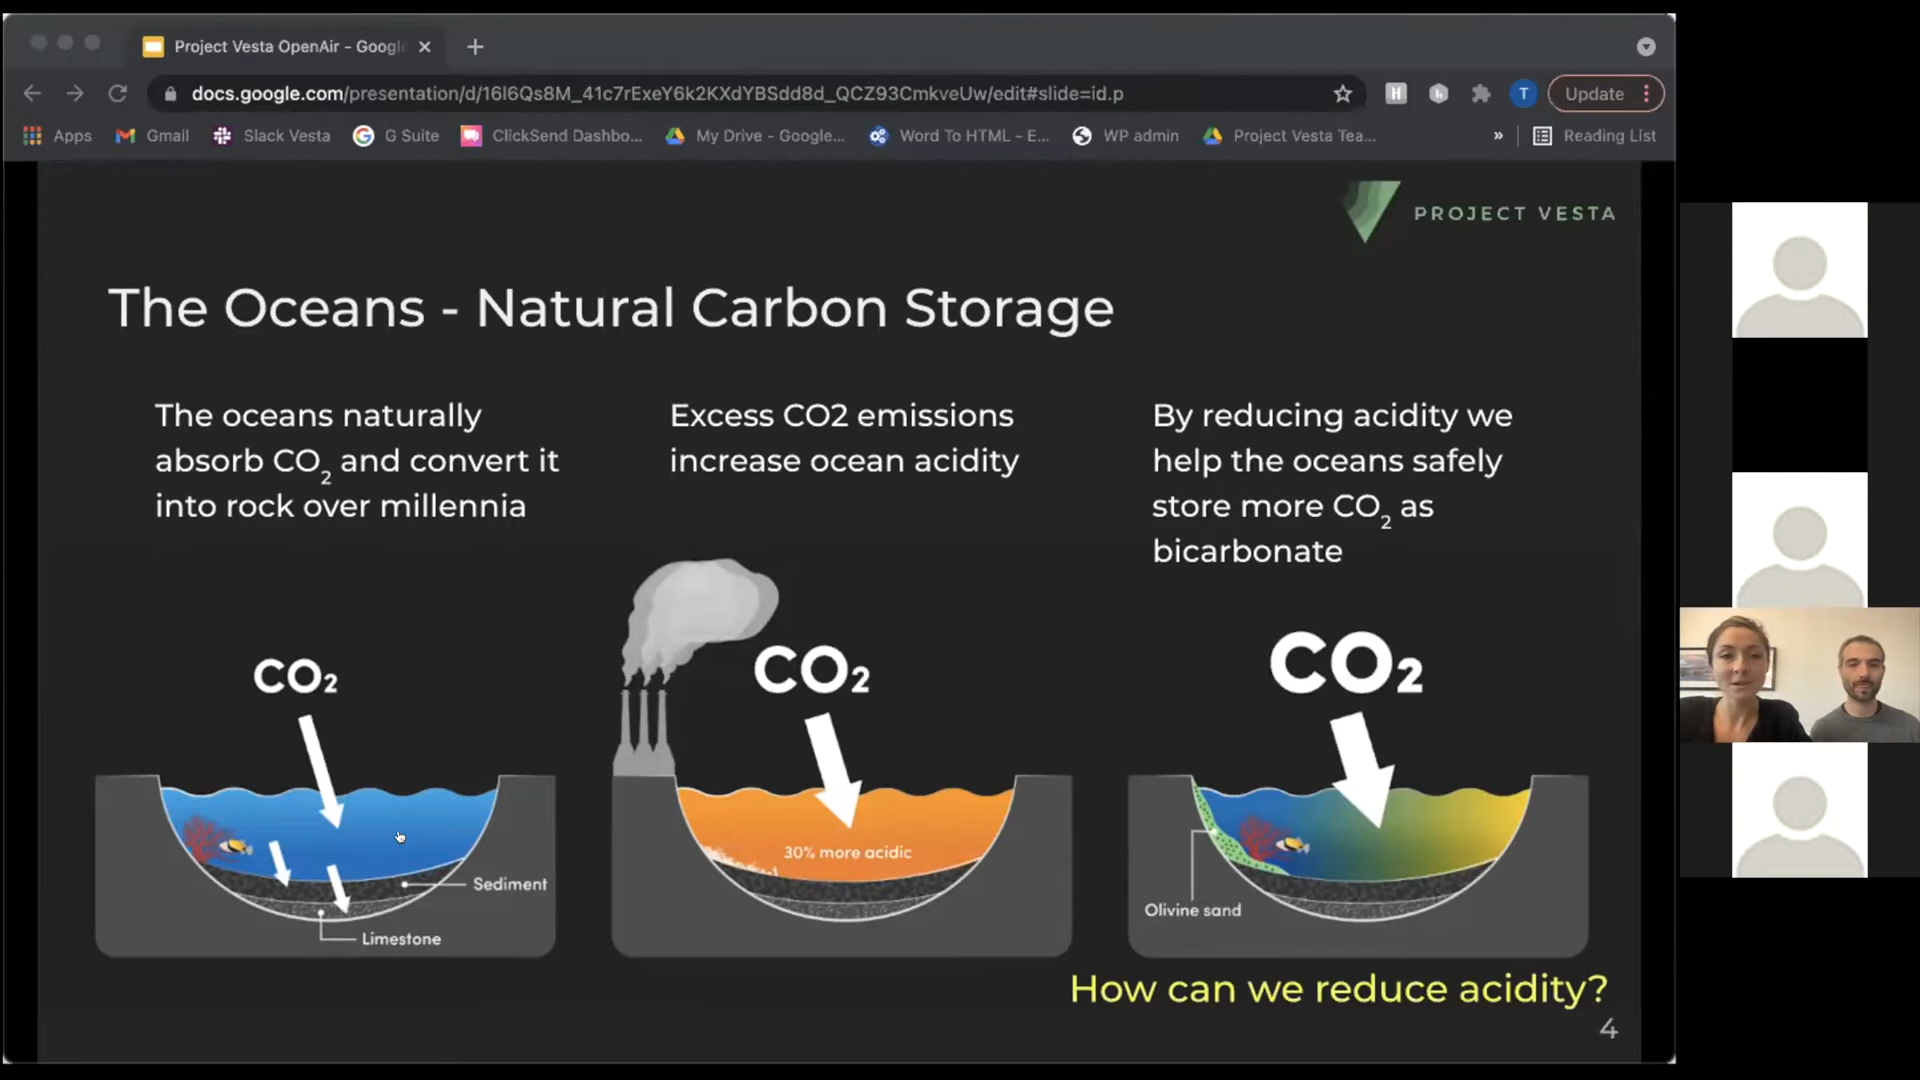 Project Vesta OpenAir - Googl
docs.google.com/presentation/d/16l6Qs8M_41c7rExeY6k2KXdYBSdd8d_QCZ93CmkveUw/edit#slide=id.p
T
Update
Apps
Gmail
Slack Vesta
G Suite
ClickSend Dashbo...
My Drive - Google...
Word To HTML - E...
WP admin
Project Vesta Tea...
»
Reading List
PROJECT VESTA
The Oceans - Natural Carbon Storage
The oceans naturally
absorb CO₂ and convert it
into rock over millennia
Excess CO2 emissions
increase ocean acidity
By reducing acidity we
help the oceans safely
store more CO₂ as
bicarbonate
CO₂
Sediment
Limestone
CO₂
30% more acidic
CO₂
Olivine sand
How can we reduce acidity?
4